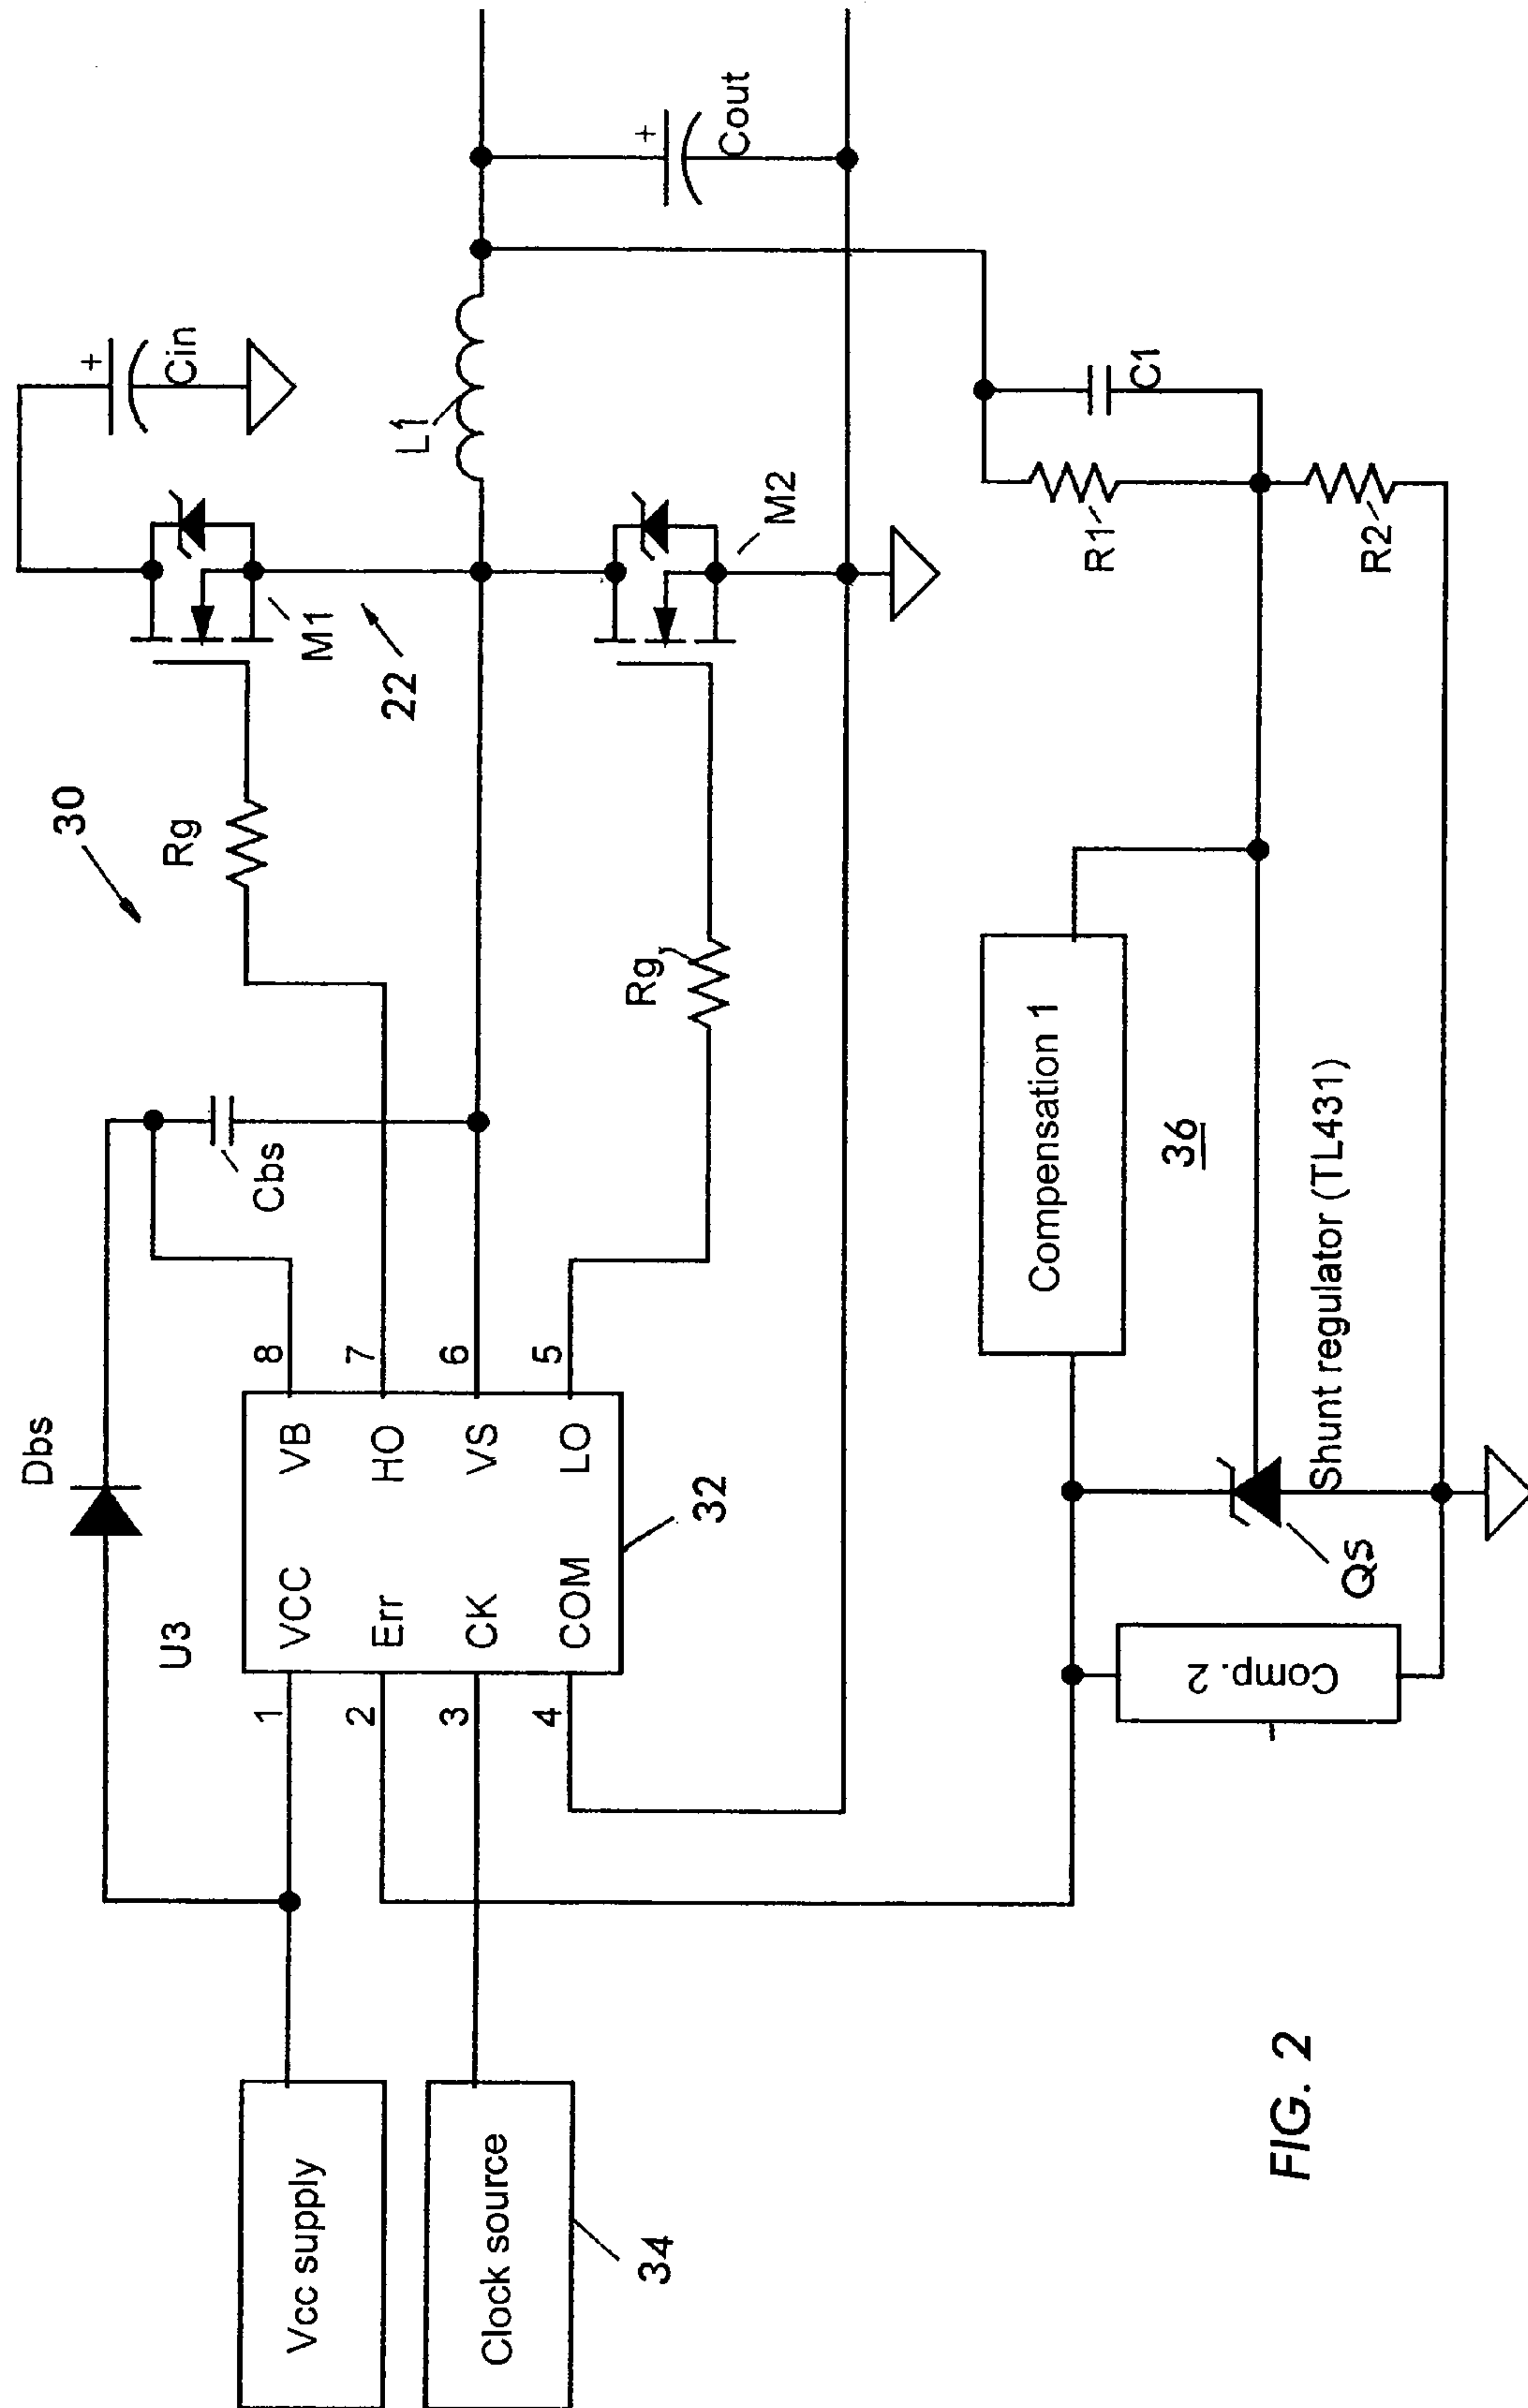 30
Dbs
U3
Cbs
Rg
M1
22
Cin
+
L1
Cout
+
Vcc supply
1
VCC
VB
8
2
Err
HO
7
Clock source
3
CK
VS
6
4
COM
LO
5
34
32
Rg
M2
Compensation 1
36
R1
C1
R2
Comp. 2
Qs
Shunt regulator (TL431)
FIG. 2